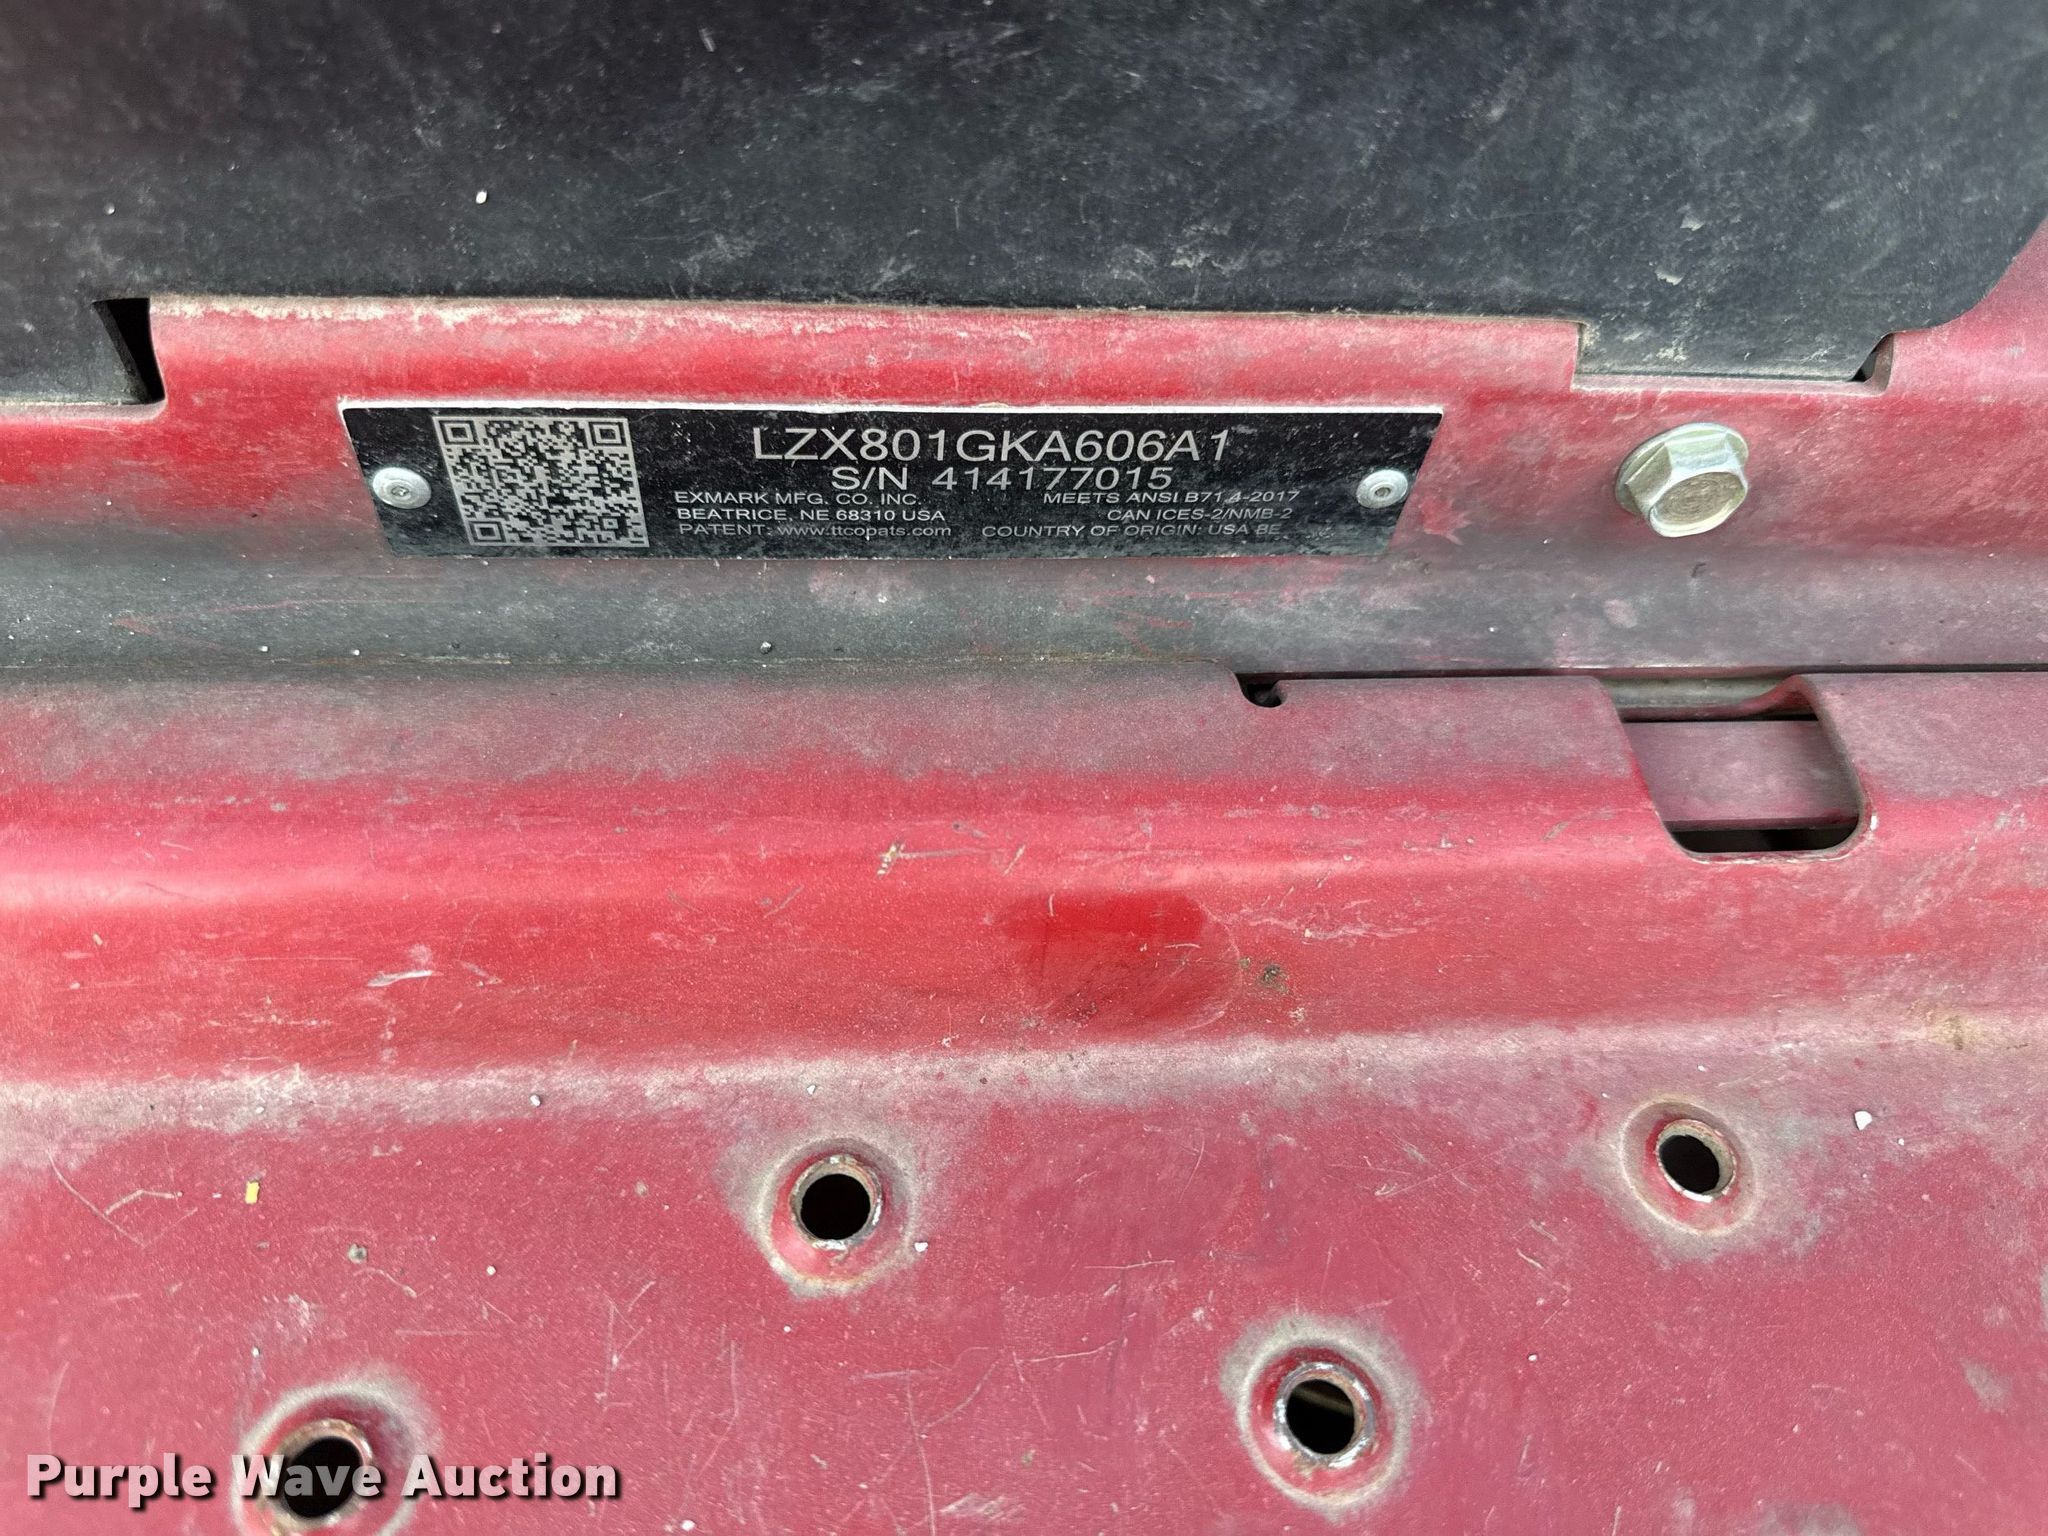 LZX801GKA606A1
S/N 414177015
EXMARK MFG. CO. INC. MEETS ANSI B71.4-2017
BEATRICE, NE 68310 USA CAN ICES-2/NMB-2
PATENT: www.ttcopats.com COUNTRY OF ORIGIN: USA BE
Purple Wave Auction